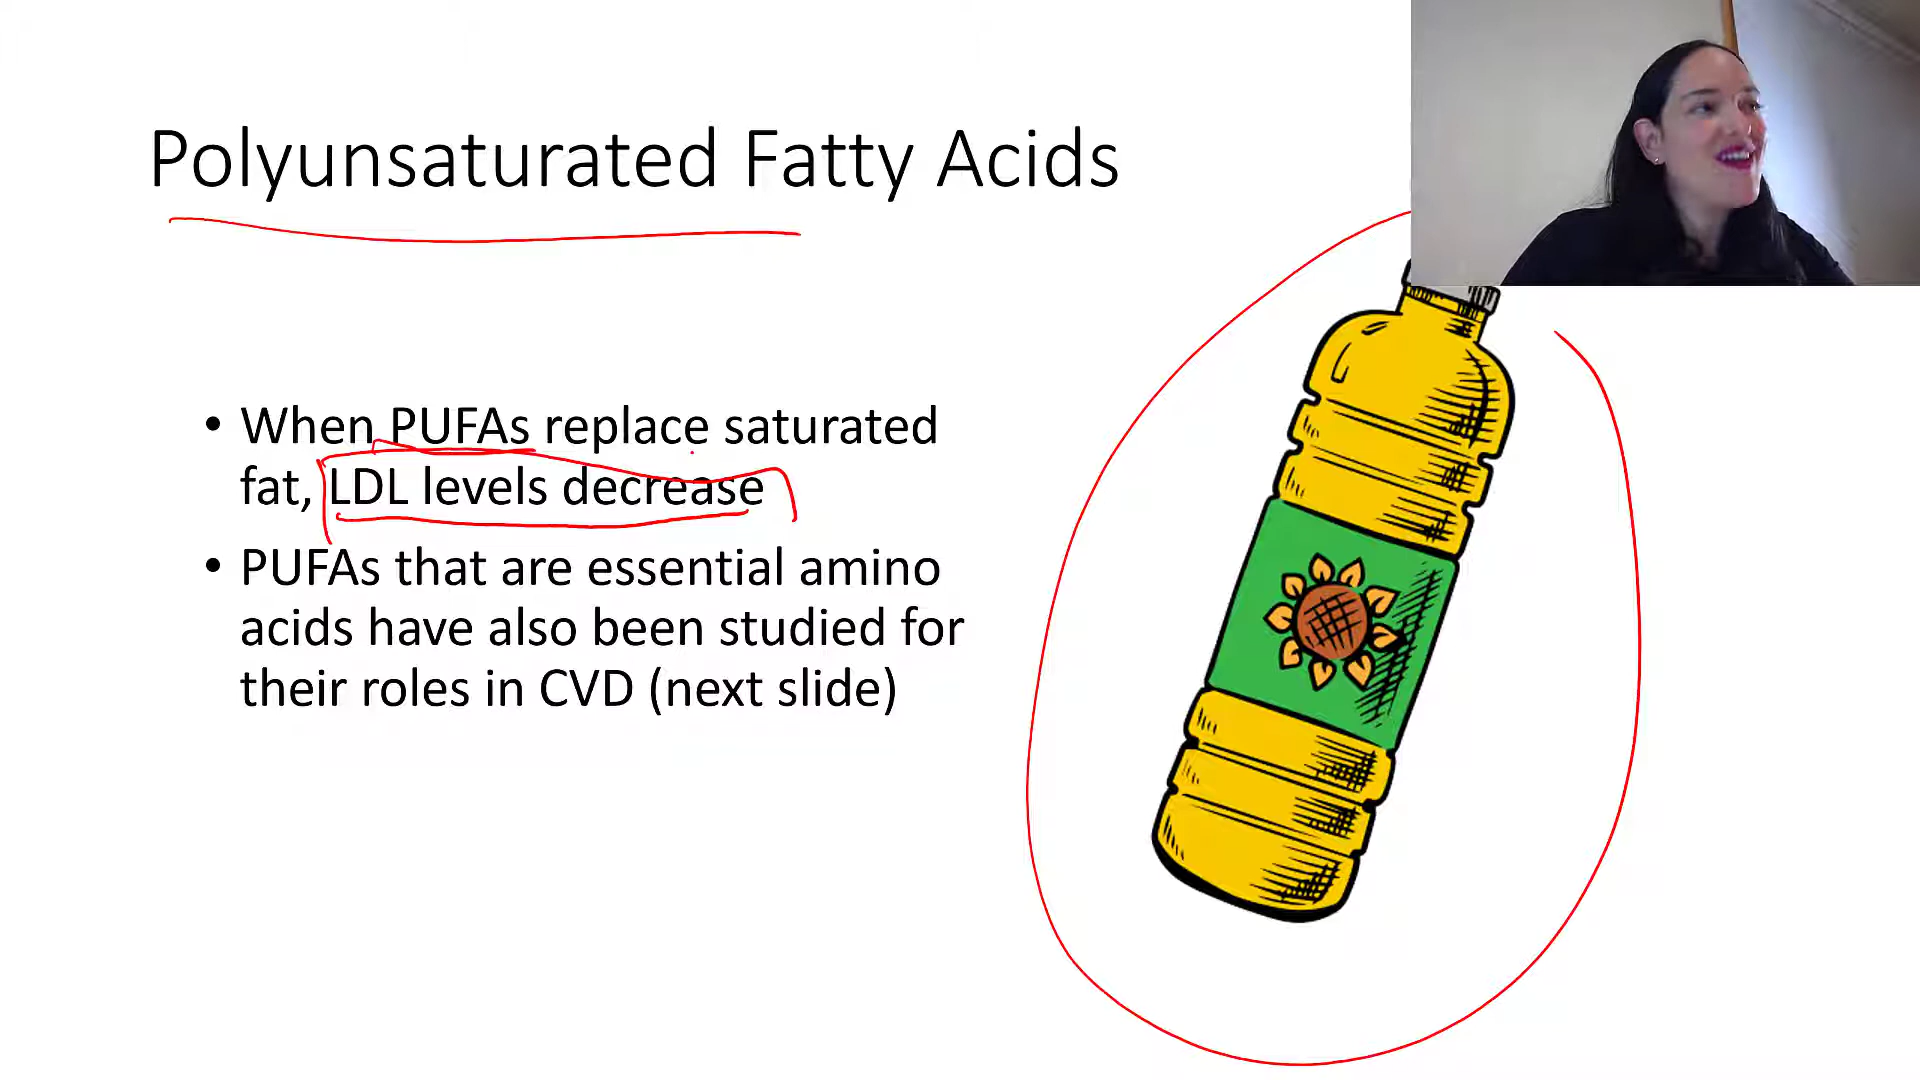 Polyunsaturated Fatty Acids
• When PUFAs replace saturated
fat, LDL levels decrease
• PUFAs that are essential amino
acids have also been studied for
their roles in CVD (next slide)